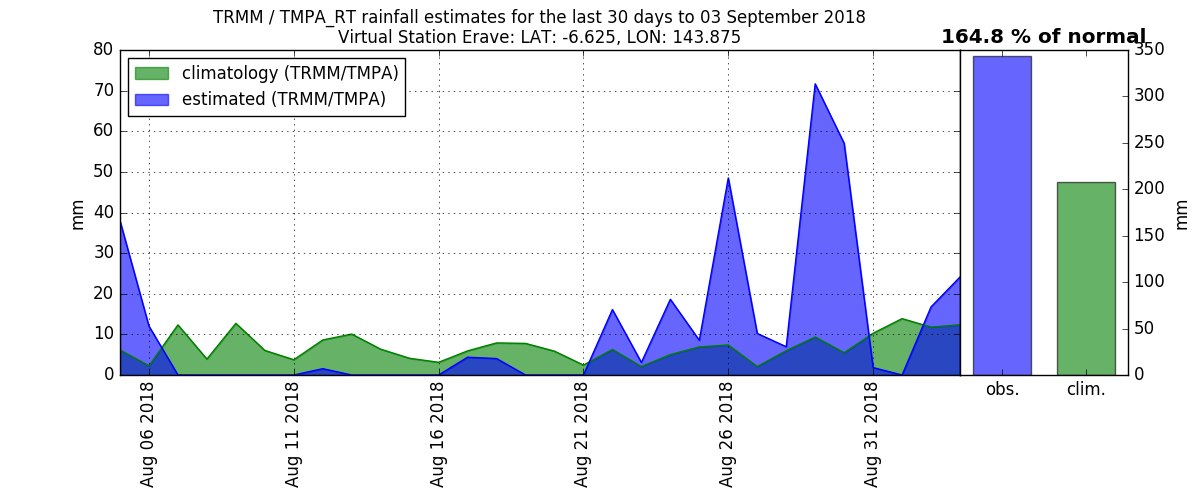 TRMM / TMPA_RT rainfall estimates for the last 30 days to 03 September 2018
Virtual Station Erave: LAT: -6.625, LON: 143.875
164.8 % of normal
climatology (TRMM/TMPA)
estimated (TRMM/TMPA)
mm
80
70
60
50
40
30
20
10
0
Aug 06 2018
Aug 11 2018
Aug 16 2018
Aug 21 2018
Aug 26 2018
Aug 31 2018
350
300
250
200
150
100
50
0
mm
obs.
clim.